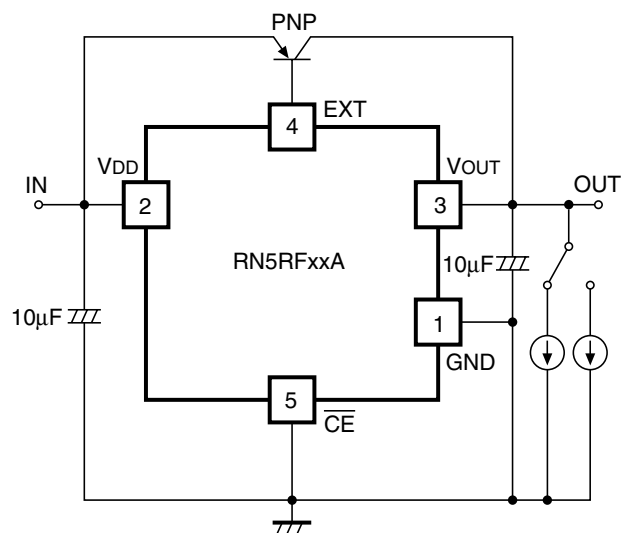 PNP
4
EXT
VDD
VOUT
IN
2
3
OUT
RN5RFxxA
10μF
10μF
1
GND
5
CE